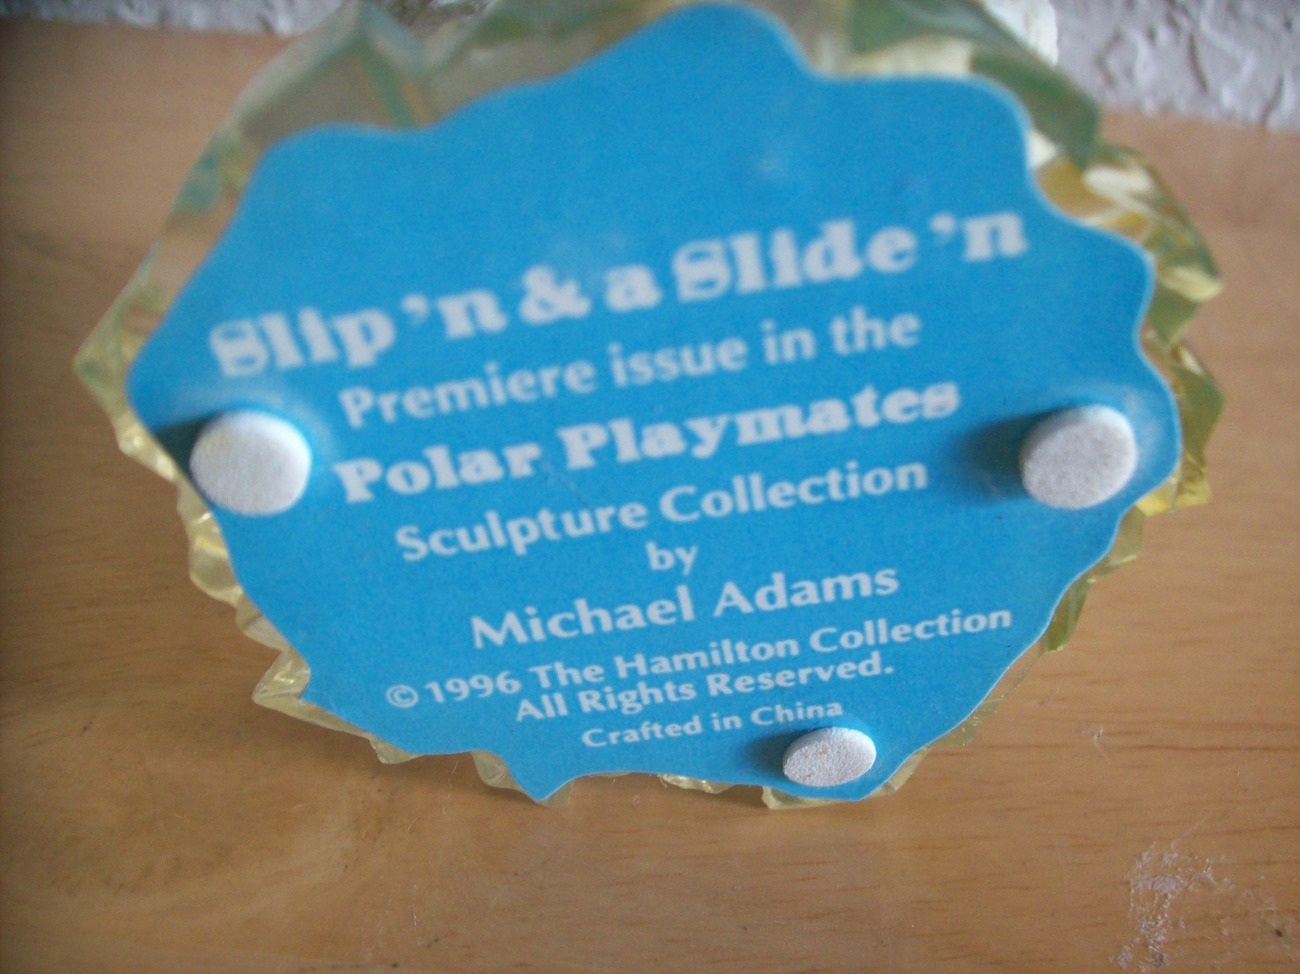 Slip 'n & a Slide 'n
Premiere issue in the
Polar Playmates
Sculpture Collection
by
Michael Adams
© 1996 The Hamilton Collection
All Rights Reserved.
Crafted in China